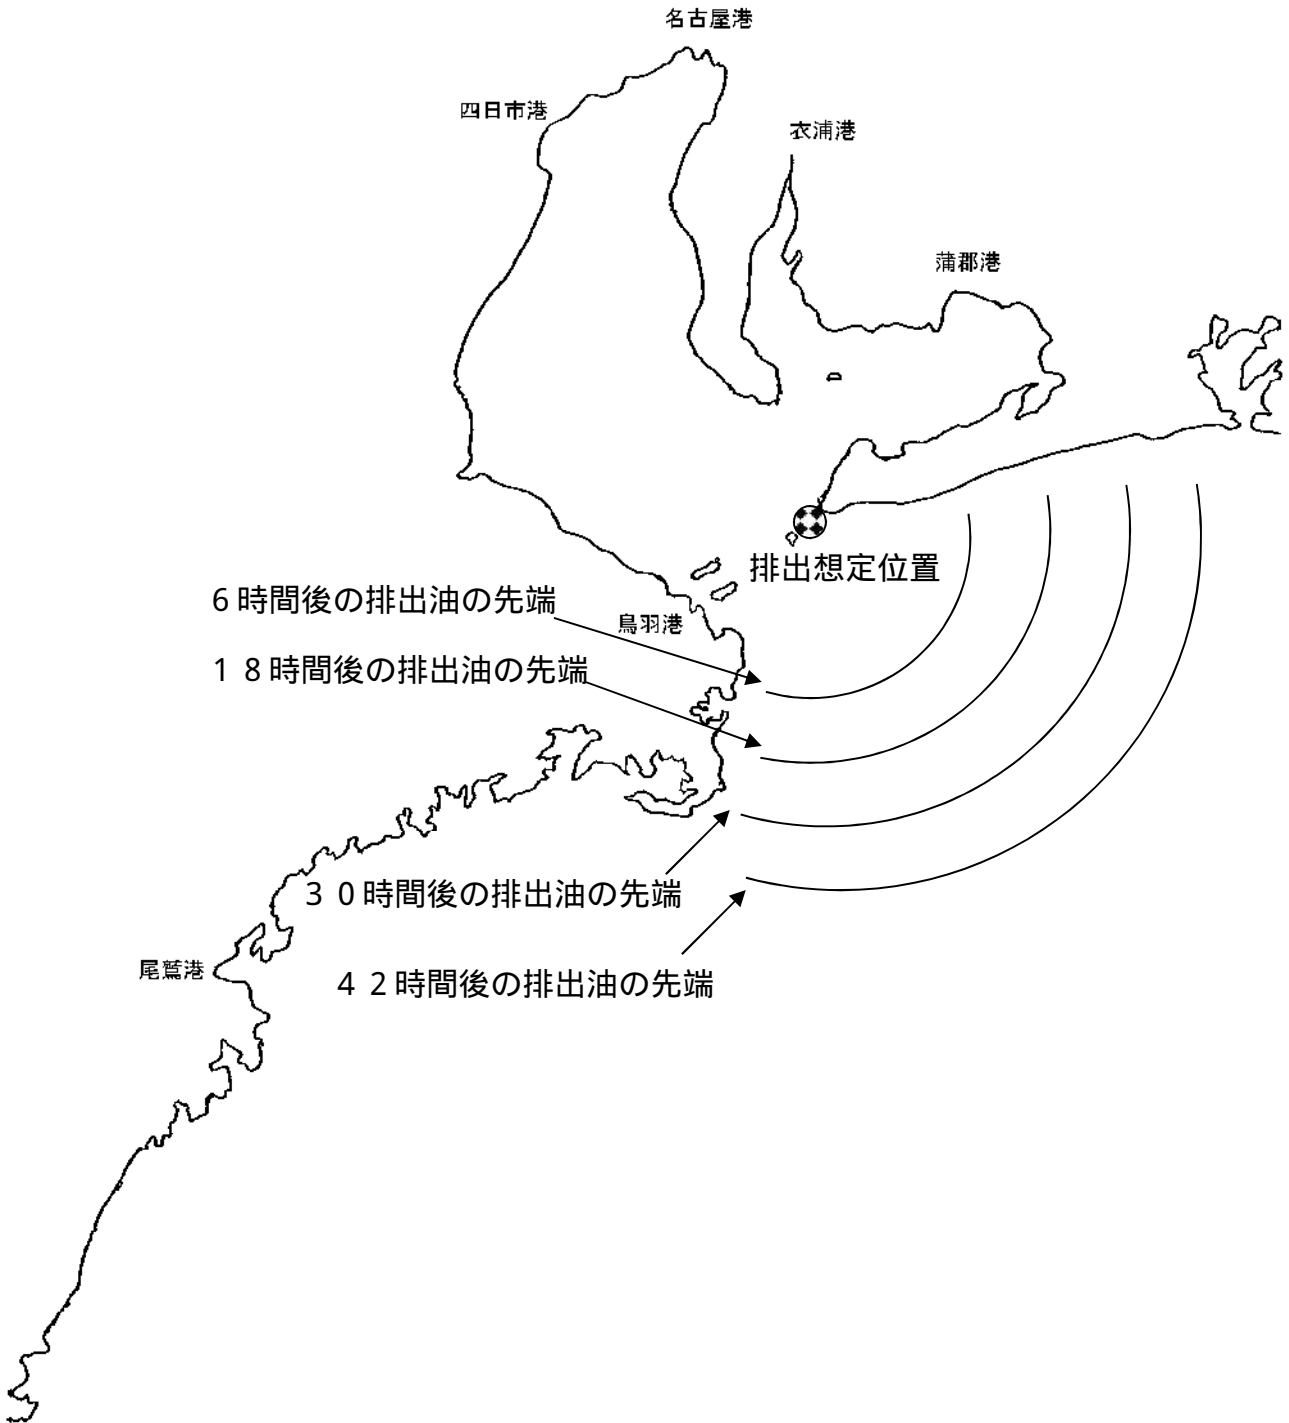 名古屋港
四日市港
衣浦港
蒲郡港
排出想定位置
6時間後の排出油の先端
鳥羽港
18時間後の排出油の先端
30時間後の排出油の先端
尾鷲港
42時間後の排出油の先端